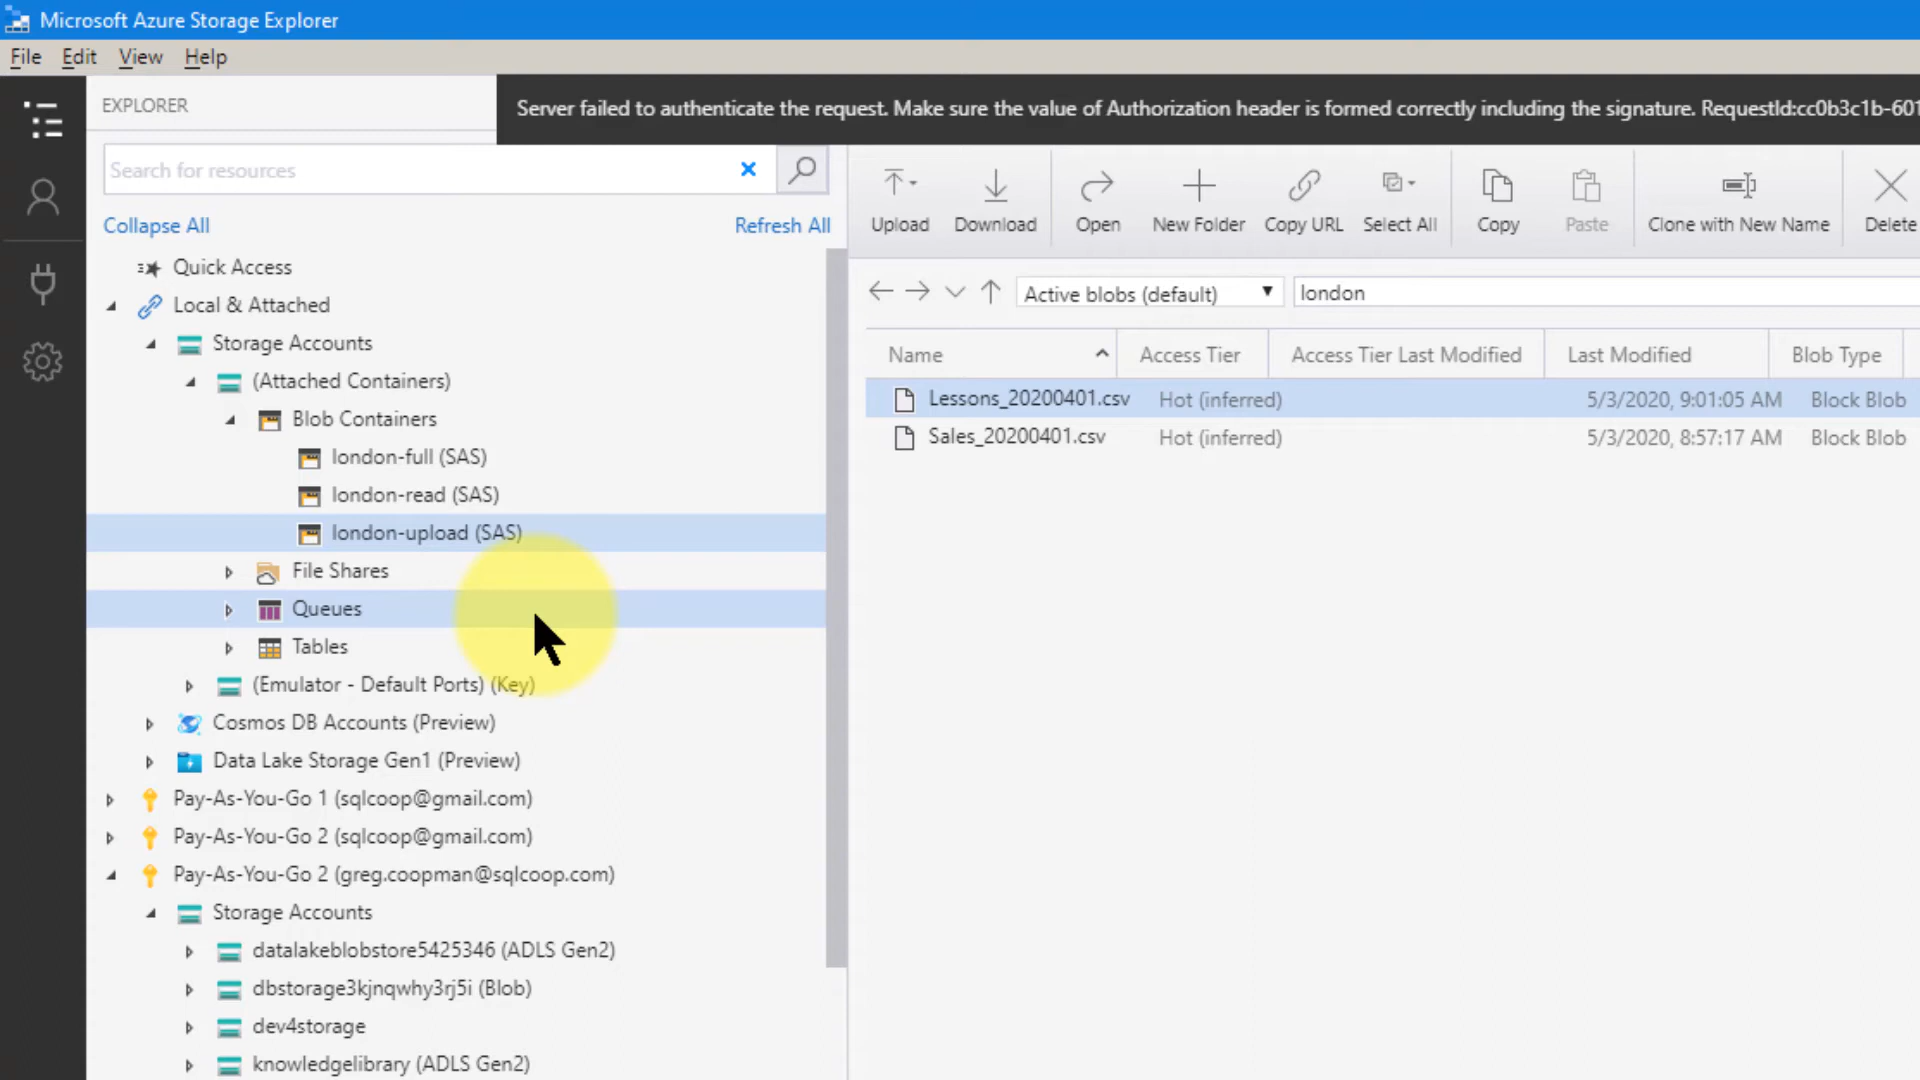 Microsoft Azure Storage Explorer
File Edit View Help
EXPLORER
Server failed to authenticate the request. Make sure the value of Authorization header is formed correctly including the signature. RequestId:cc0b3c1b-601
Search for resources
Collapse All
Refresh All
Upload Download Open New Folder Copy URL Select All Copy Paste Clone with New Name Delete
Active blobs (default)
london
Name Access Tier Access Tier Last Modified Last Modified Blob Type
Lessons_20200401.csv Hot (inferred) 5/3/2020, 9:01:05 AM Block Blob
Sales_20200401.csv Hot (inferred) 5/3/2020, 8:57:17 AM Block Blob
Quick Access
Local & Attached
Storage Accounts
(Attached Containers)
Blob Containers
london-full (SAS)
london-read (SAS)
london-upload (SAS)
File Shares
Queues
Tables
(Emulator - Default Ports) (Key)
Cosmos DB Accounts (Preview)
Data Lake Storage Gen1 (Preview)
Pay-As-You-Go 1 (sqlcoop@gmail.com)
Pay-As-You-Go 2 (sqlcoop@gmail.com)
Pay-As-You-Go 2 (greg.coopman@sqlcoop.com)
Storage Accounts
datalakeblobstore5425346 (ADLS Gen2)
dbstorage3kjnqwhy3rj5i (Blob)
dev4storage
knowledgelibrary (ADLS Gen2)